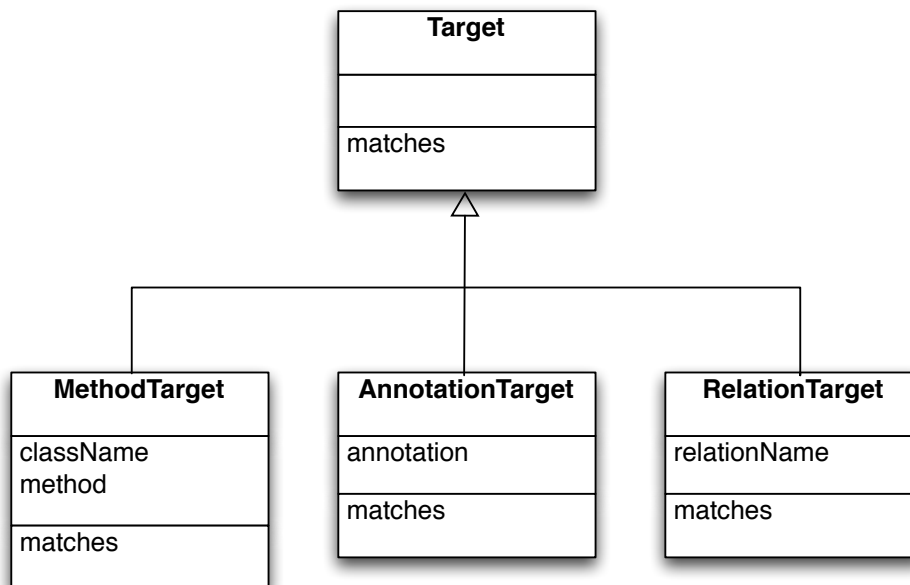 Target
matches
MethodTarget
className
method
matches
AnnotationTarget
annotation
matches
RelationTarget
relationName
matches